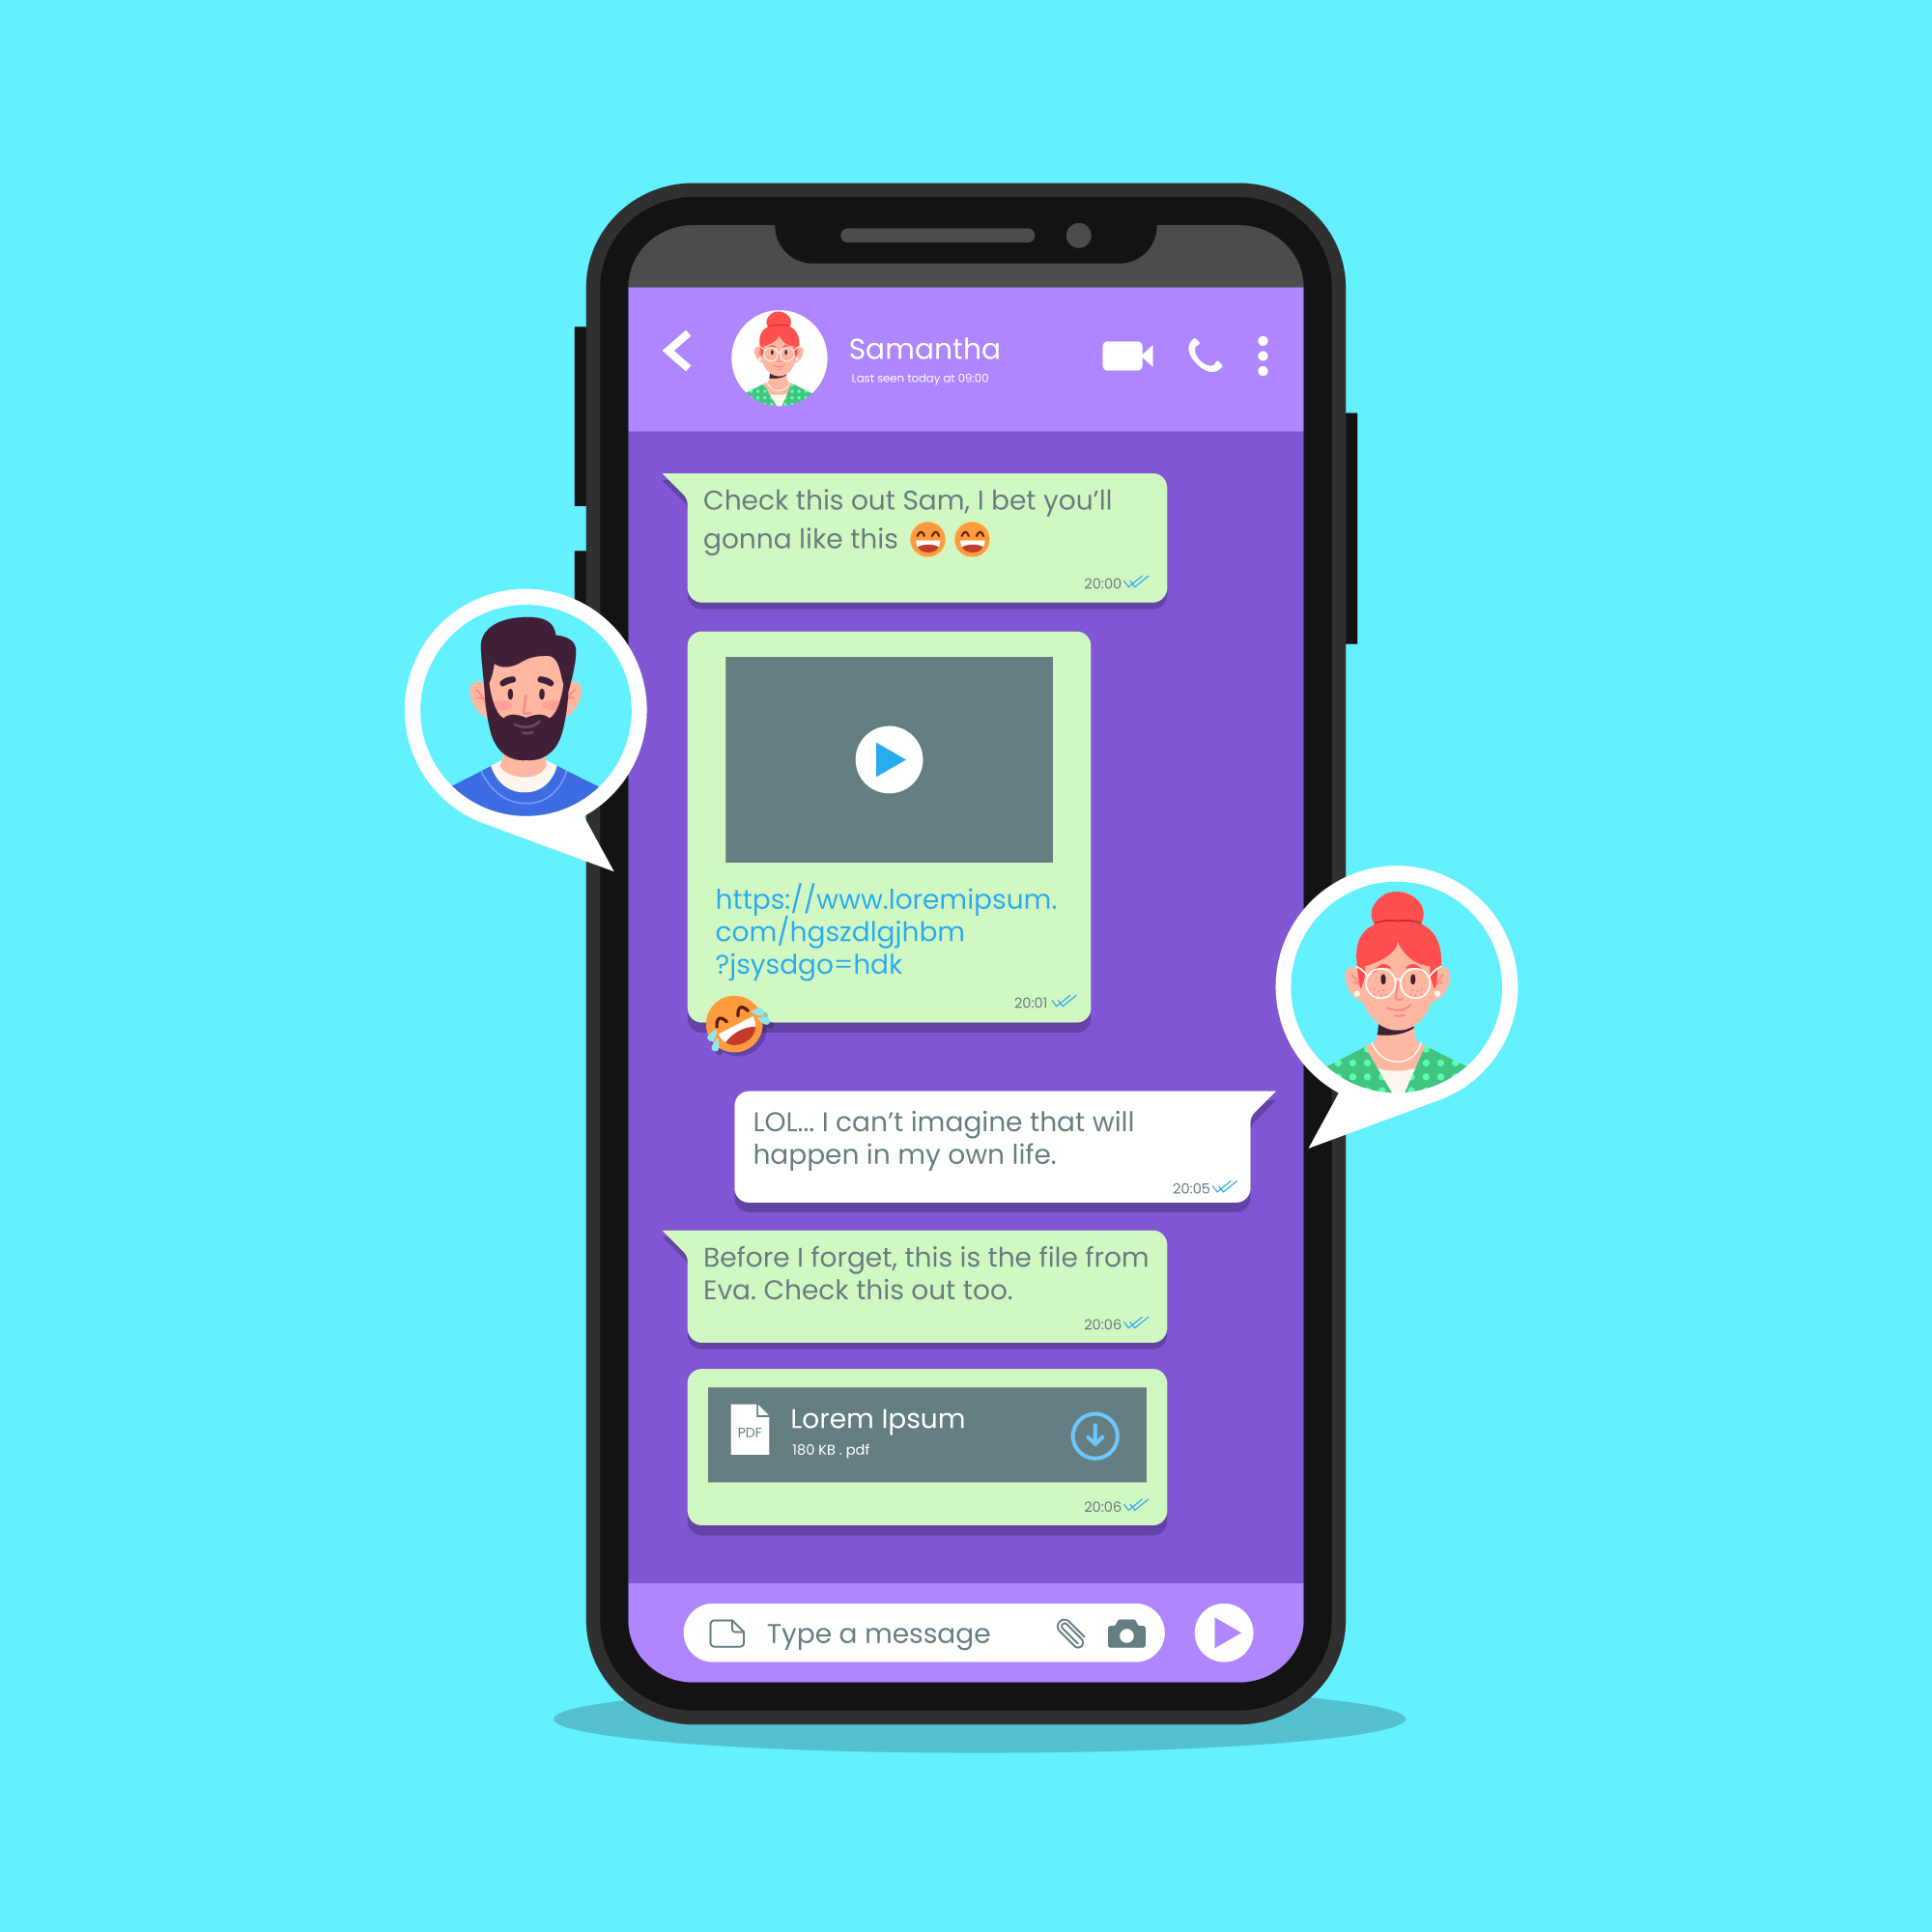 Samantha
Last seen today at 09:00
Check this out Sam, I bet you’ll
gonna like this
20:00
https://www.loremipsum.
com/hgszdlgjhbm
?jsysdgo=hdk
20:01
LOL... I can’t imagine that will
happen in my own life.
20:05
Before I forget, this is the file from
Eva. Check this out too.
20:06
PDF
Lorem Ipsum
180 KB . pdf
20:06
Type a message